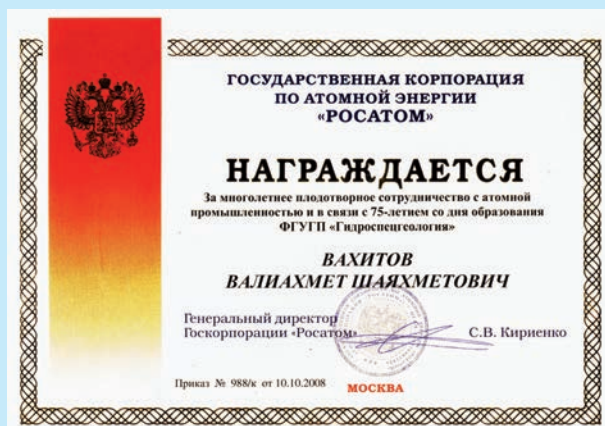 ГОСУДАРСТВЕННАЯ КОРПОРАЦИЯ
ПО АТОМНОЙ ЭНЕРГИИ
«РОСАТОМ»
НАГРАЖДАЕТСЯ
За многолетнее плодотворное сотрудничество с атомной
промышленностью и в связи с 75-летием со дня образования
ФГУГП «Гидроспецгеология»
ВАХИТОВ
ВАЛИАХМЕТ ШАЯХМЕТОВИЧ
Генеральный директор
Госкорпорации «Росатом» С.В. Кириенко
Приказ № 988/к от 10.10.2008 МОСКВА